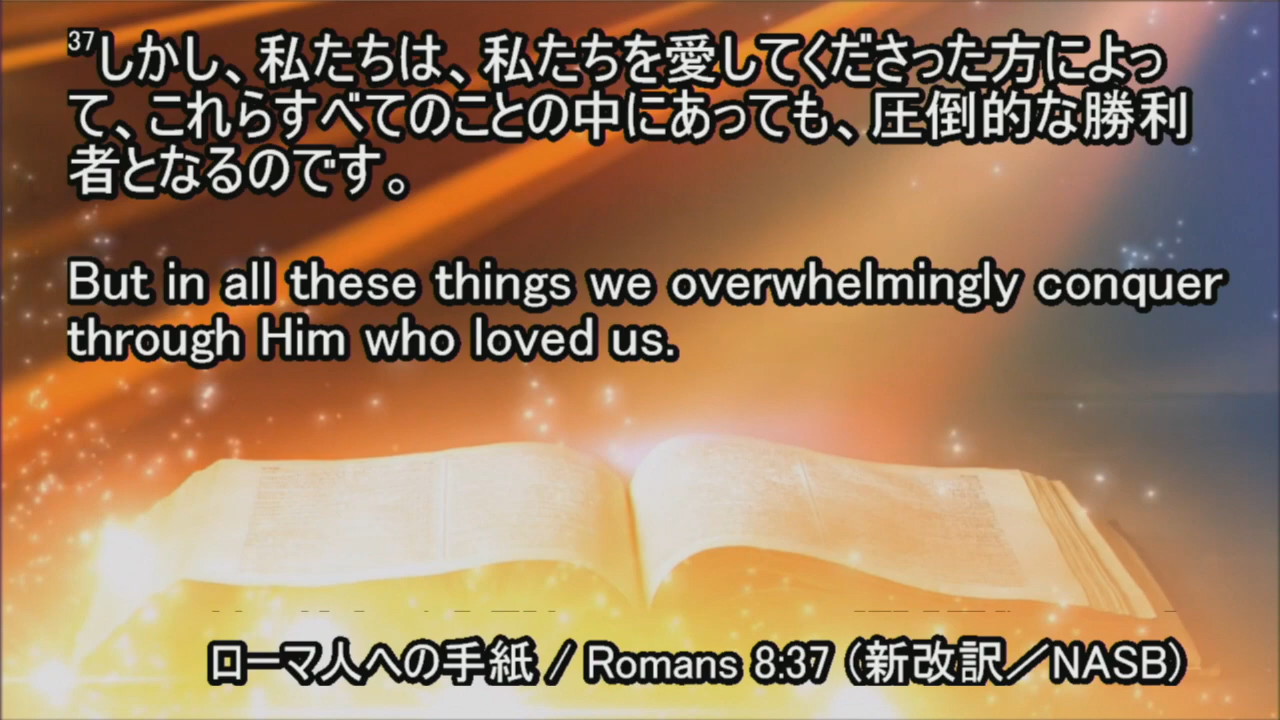 37しかし、私たちは、私たちを愛してくださった方によっ
て、これらすべてのことの中にあっても、圧倒的な勝利
者となるのです。
But in all these things we overwhelmingly conquer
through Him who loved us.
ローマ人への手紙 / Romans 8:37 (新改訳／NASB)